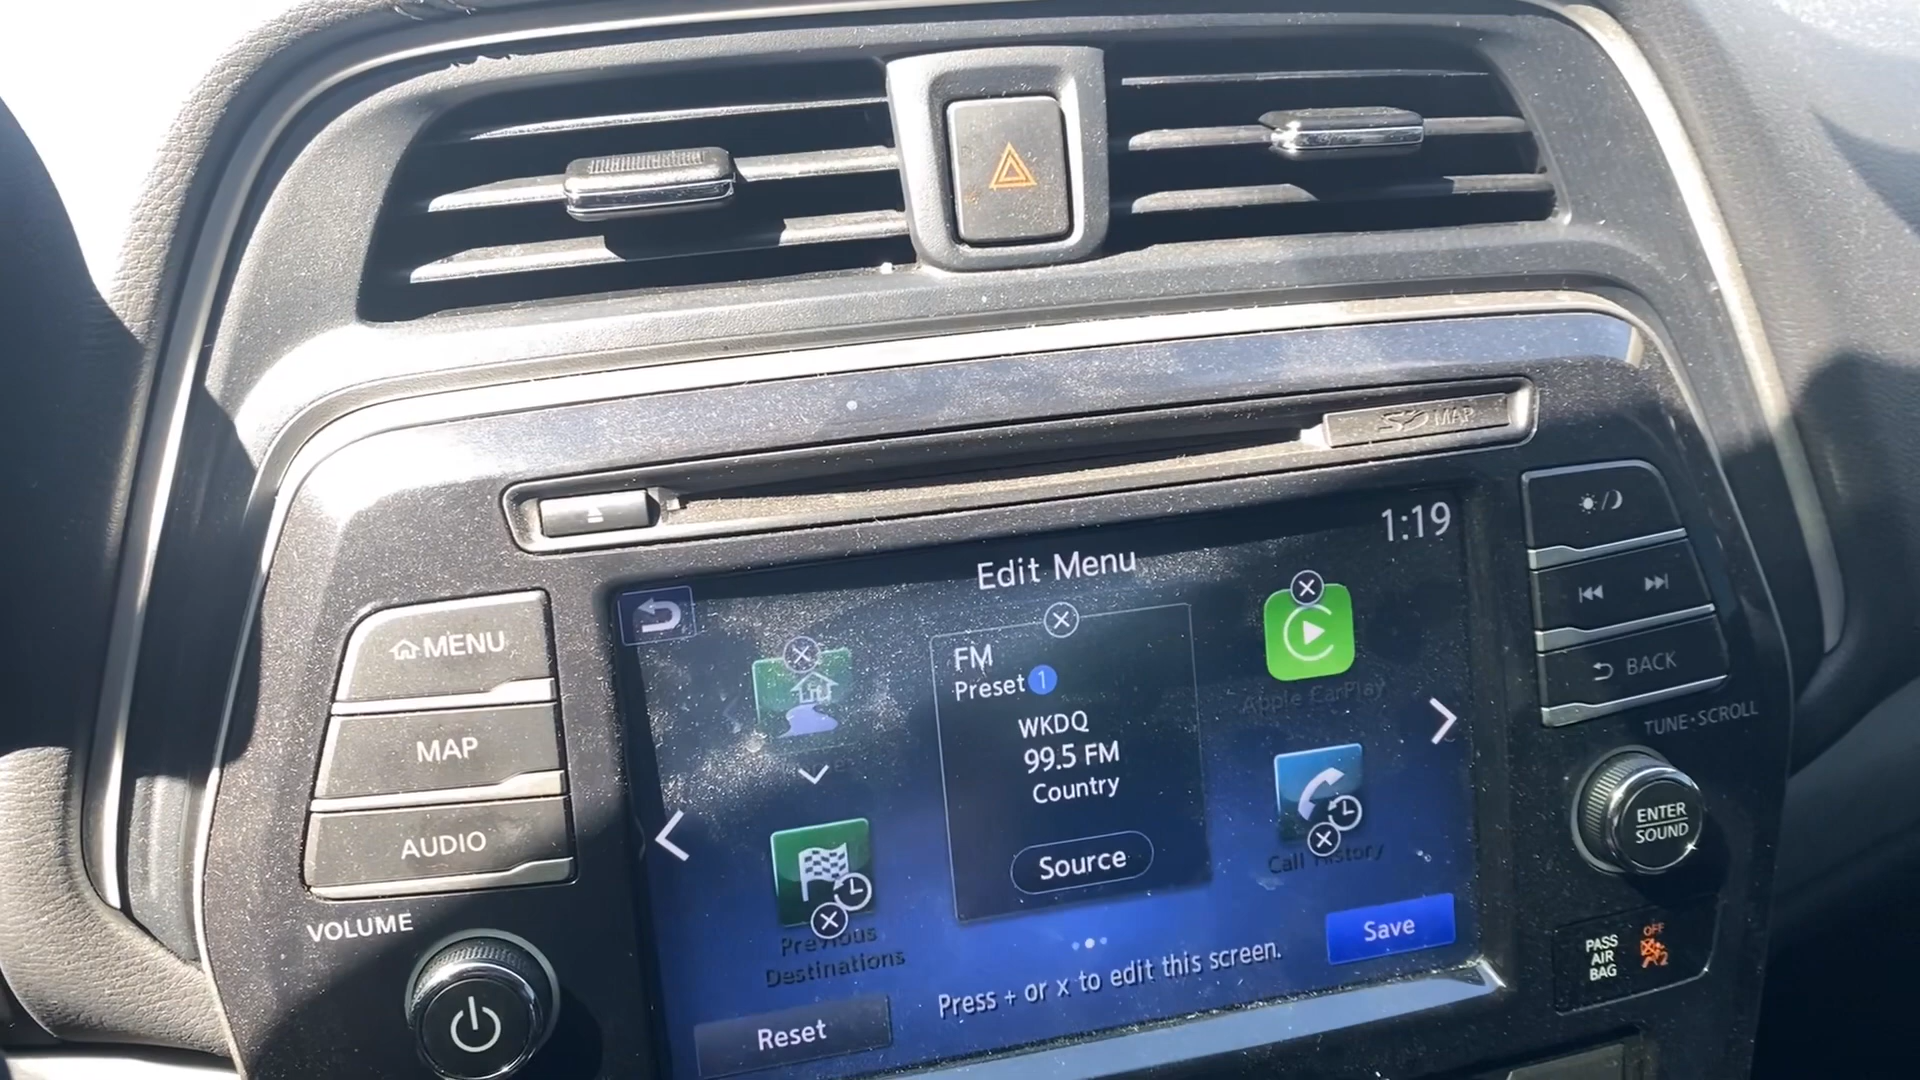 SD MAP
1:19
Edit Menu
MENU
MAP
AUDIO
VOLUME
FM
Preset 1
WKDQ
99.5 FM
Country
Source
Apple CarPlay
Call History
Previous
Destinations
Save
Press + or x to edit this screen.
Reset
BACK
TUNE·SCROLL
ENTER
SOUND
PASS
AIR
BAG
OFF
2